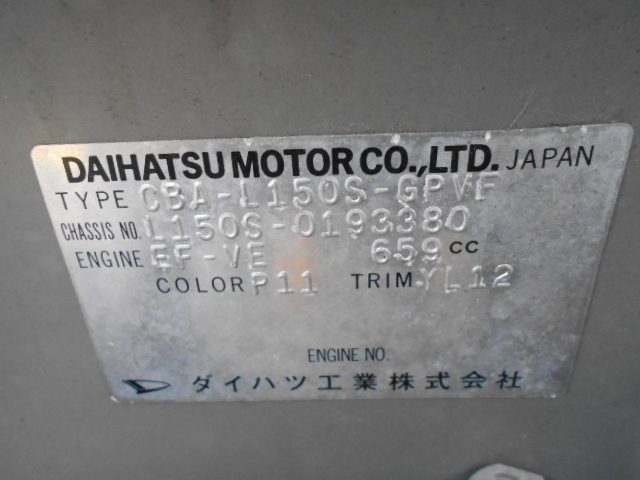 DAIHATSU MOTOR CO., LTD. JAPAN
TYPE CBA-L150S-GPVF
CHASSIS NO. L150S-0193380
ENGINE EF-VE 659 CC
COLOR P11 TRIM YL12
ENGINE NO.
ダイハツ工業株式会社